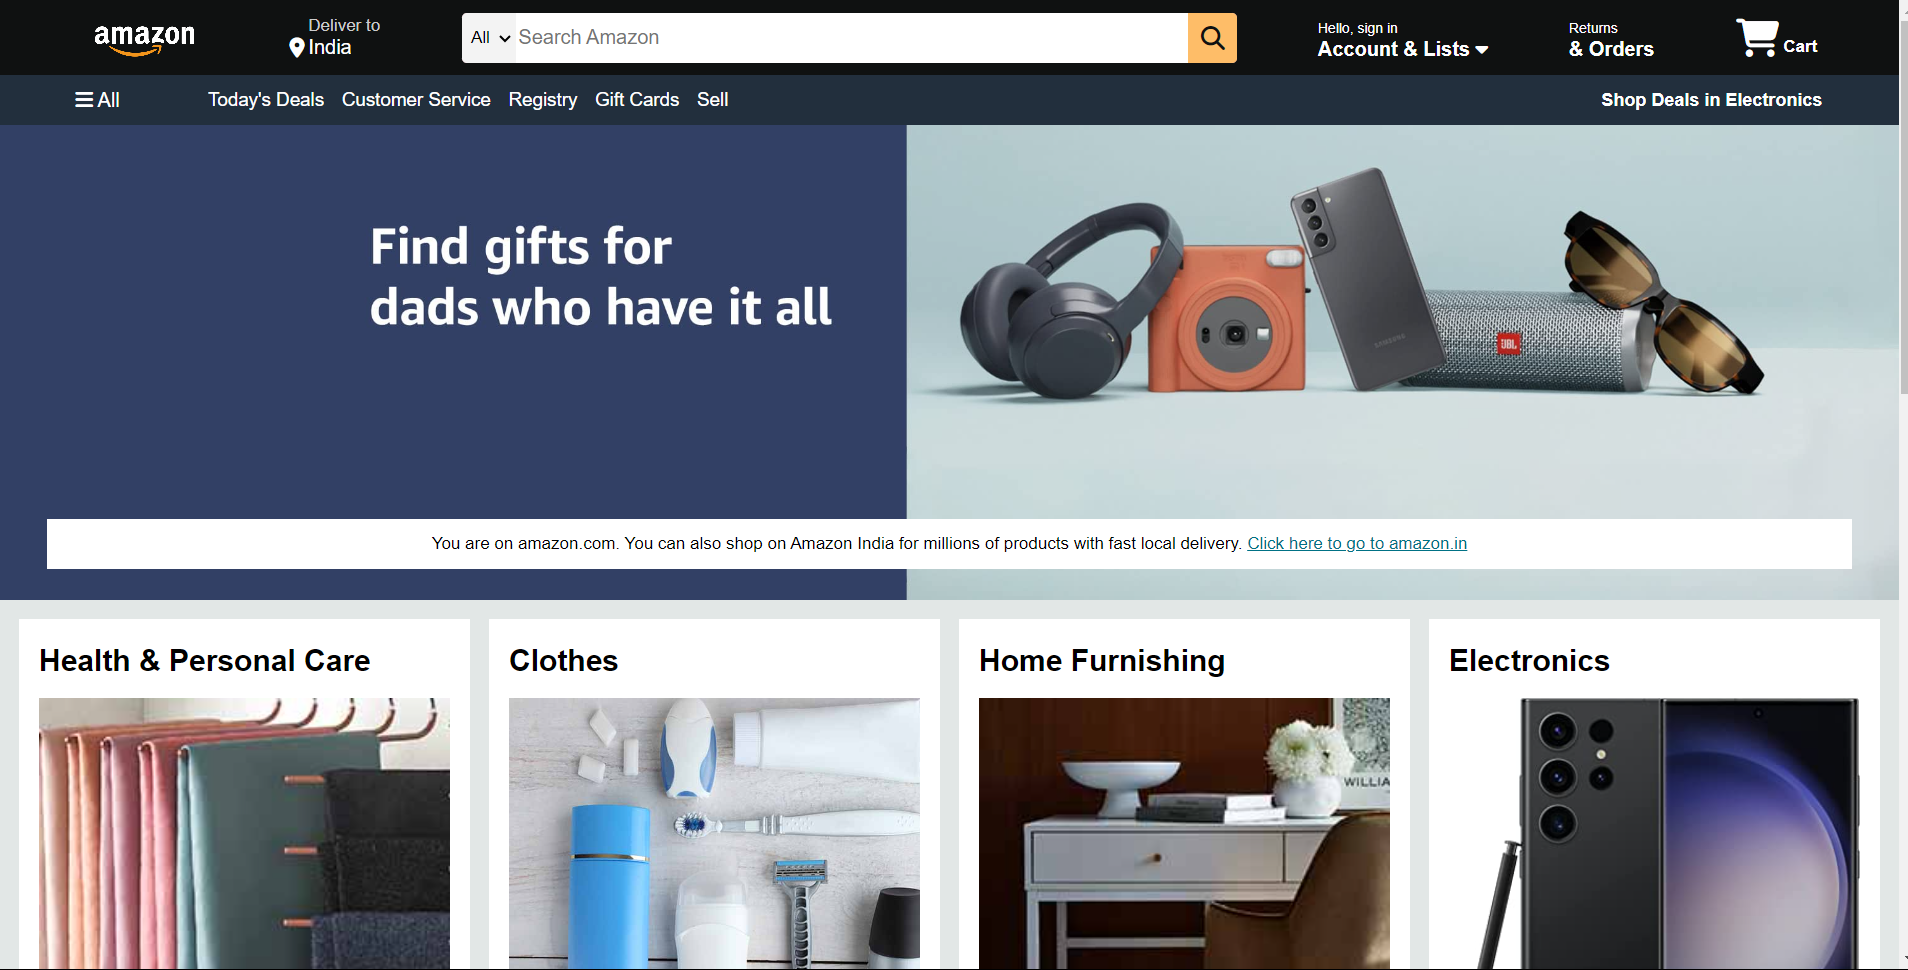 amazon
Deliver to
India
All
Search Amazon
Hello, sign in
Account & Lists
Returns
& Orders
Cart
All
Today's Deals
Customer Service
Registry
Gift Cards
Sell
Shop Deals in Electronics
Find gifts for
dads who have it all
SAMSUNG
JBL
You are on amazon.com. You can also shop on Amazon India for millions of products with fast local delivery. Click here to go to amazon.in
Health & Personal Care
Clothes
Home Furnishing
Electronics
WILLIA